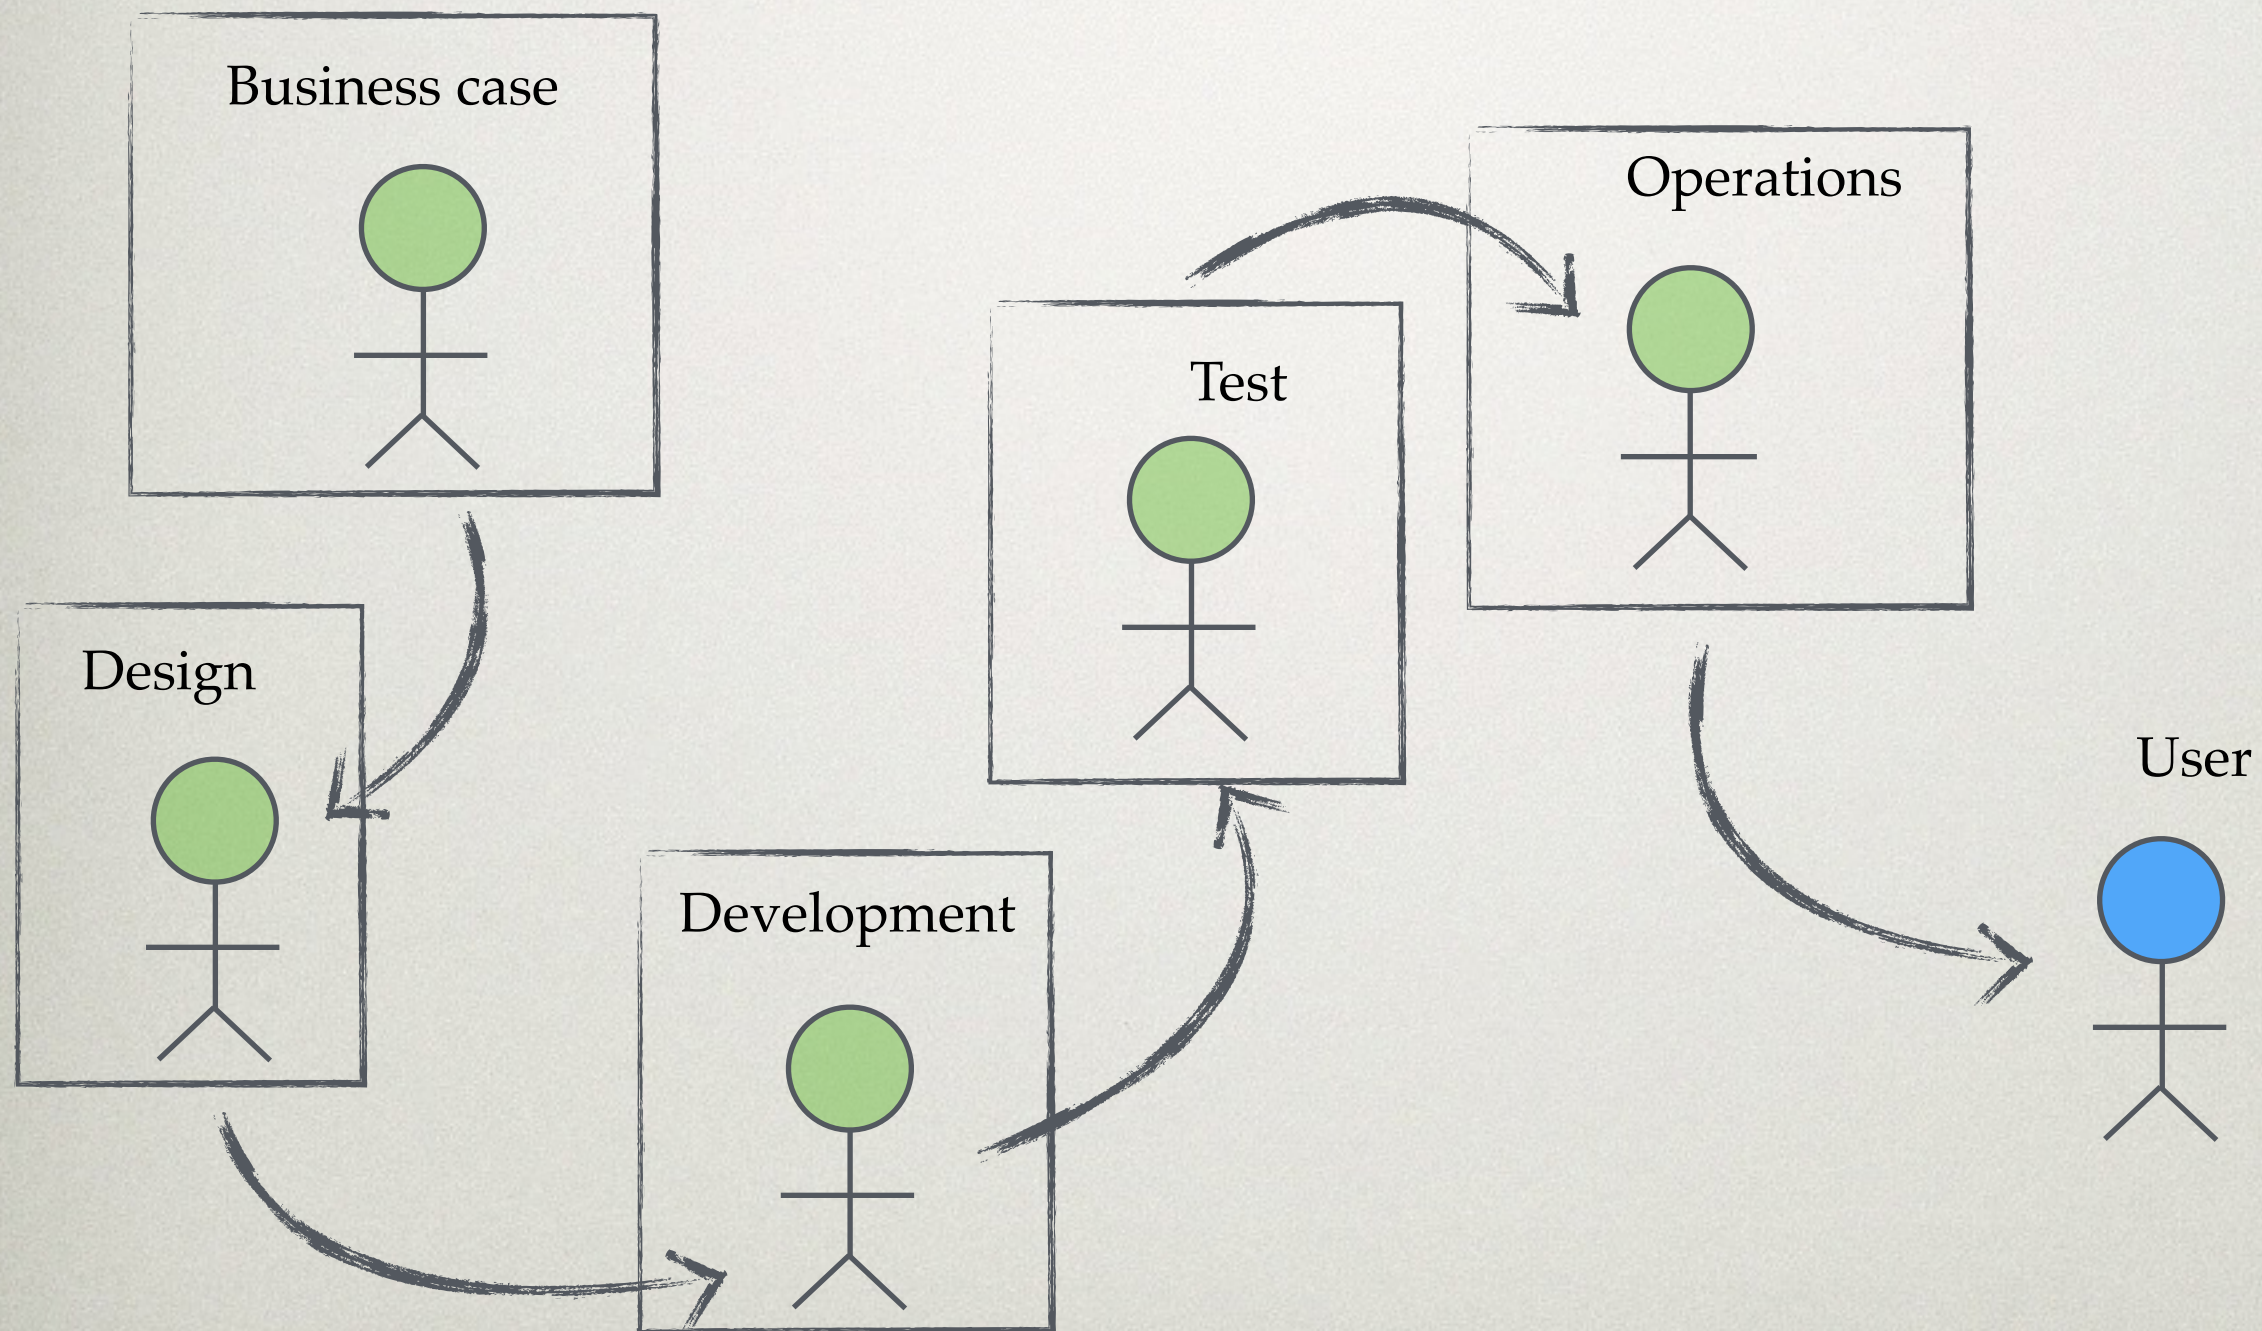 Business case
Operations
Test
Design
User
Development